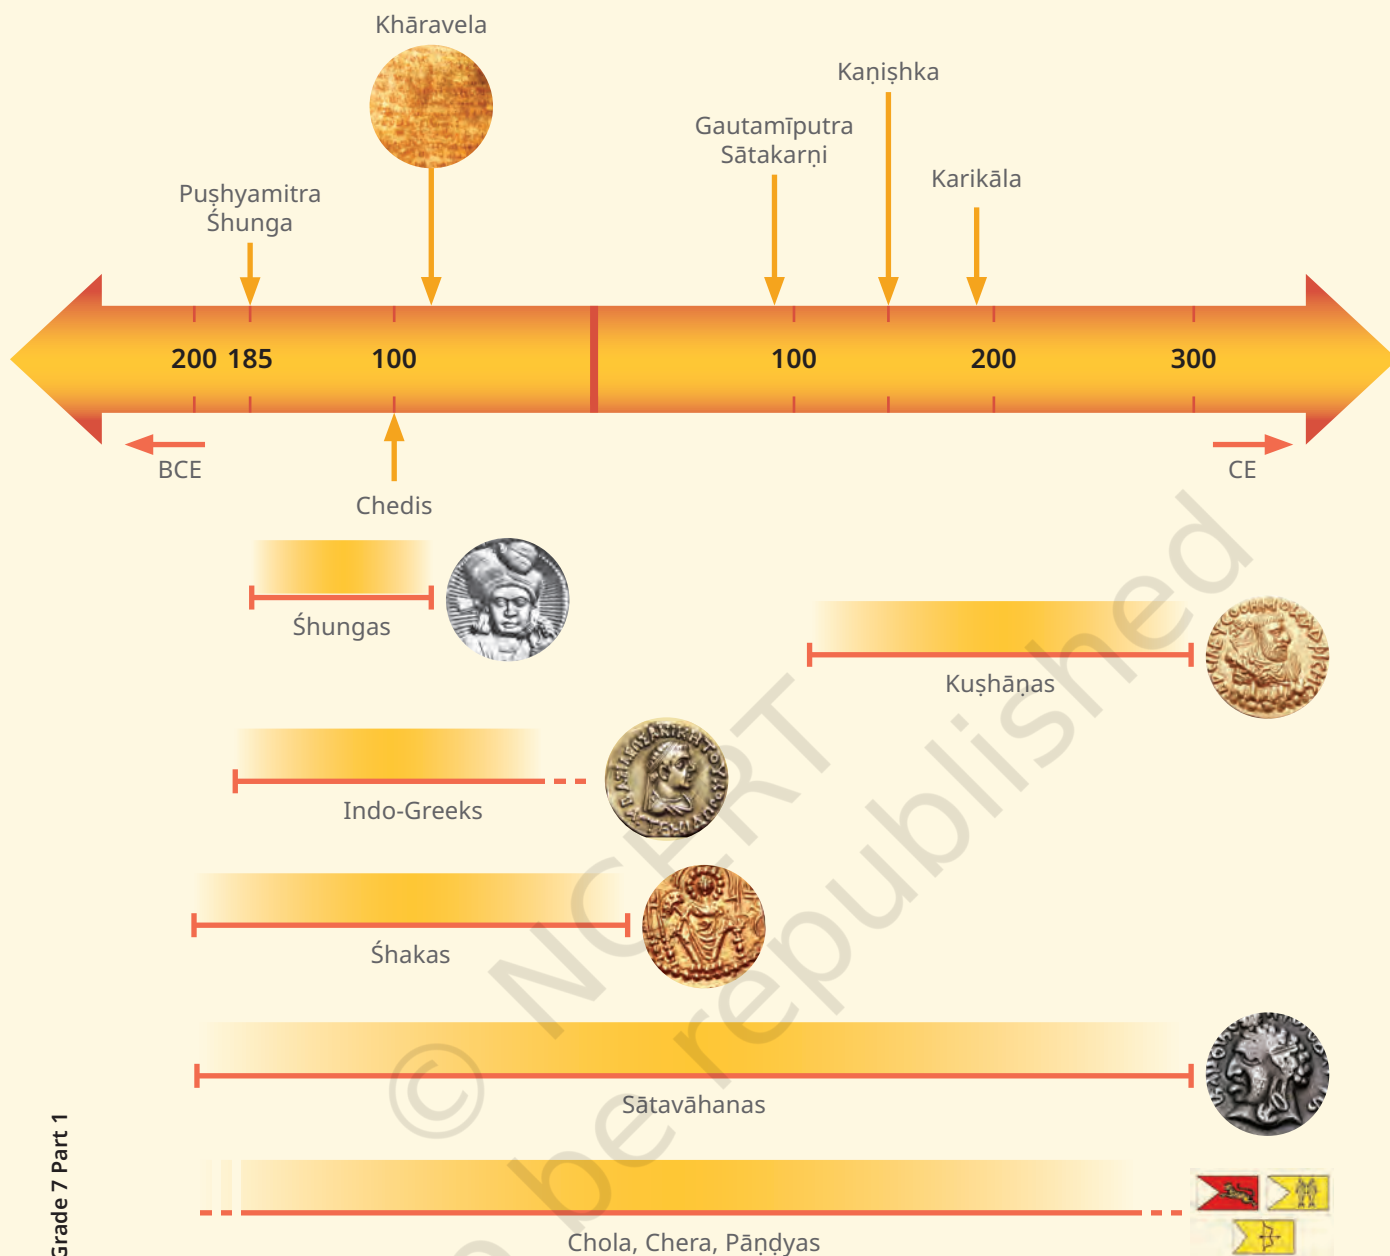 Khāravela
Kaṇiṣhka
Gautamīputra
Sātakarṇi
Karikāla
Puṣhyamitra
Śhunga
200 185 100 100 200 300
BCE
CE
Chedis
Śhungas
Kuṣhāṇas
Indo-Greeks
Śhakas
Sātavāhanas
Chola, Chera, Pāṇḍyas
Grade 7 Part 1
© NCERT
be republished